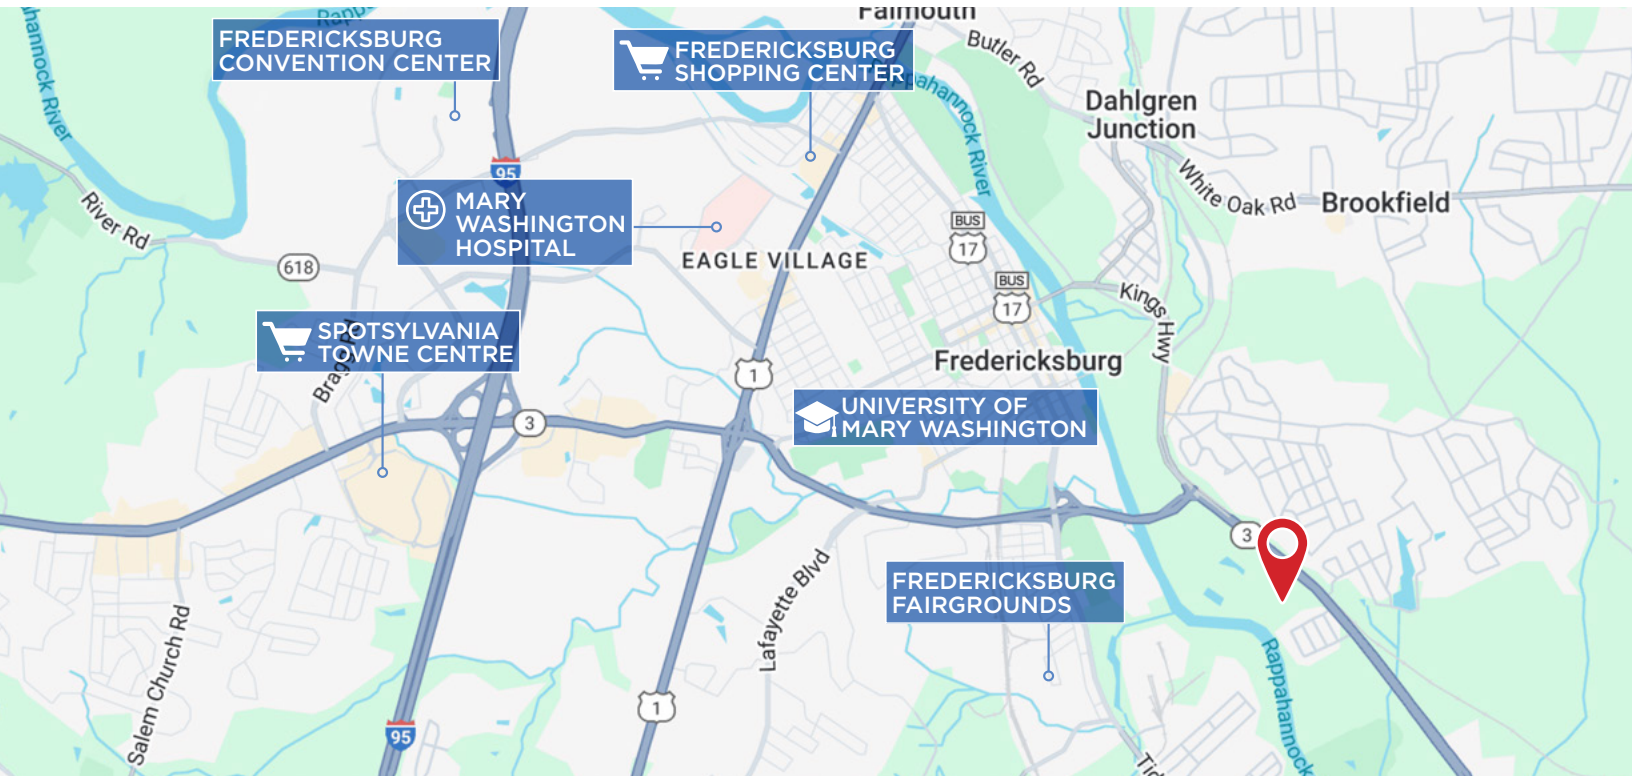 Falmouth
FREDERICKSBURG
CONVENTION CENTER
FREDERICKSBURG
SHOPPING CENTER
Butler Rd
Rappahannock River
Dahlgren
Junction
95
White Oak Rd
Brookfield
MARY
WASHINGTON
HOSPITAL
River Rd
BUS
17
EAGLE VILLAGE
618
BUS
17
Kings Hwy
SPOTSYLVANIA
TOWNE CENTRE
Bragg Rd
Fredericksburg
1
UNIVERSITY OF
MARY WASHINGTON
3
3
FREDERICKSBURG
FAIRGROUNDS
Lafayette Blvd
Salem Church Rd
Rappahannock
1
95